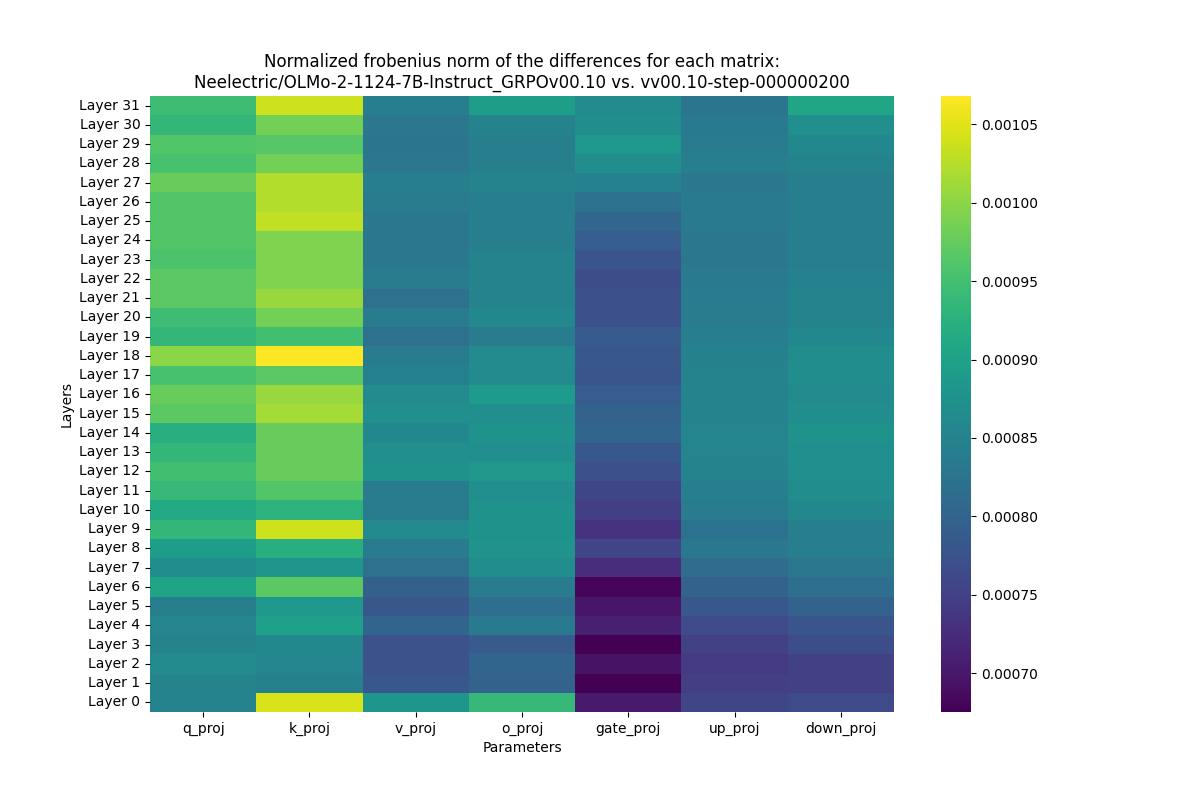 Normalized frobenius norm of the differences for each matrix:
Neelectric/OLMo-2-1124-7B-Instruct_GRPOv00.10 vs. vv00.10-step-000000200
Layers
Layer 31
Layer 30
Layer 29
Layer 28
Layer 27
Layer 26
Layer 25
Layer 24
Layer 23
Layer 22
Layer 21
Layer 20
Layer 19
Layer 18
Layer 17
Layer 16
Layer 15
Layer 14
Layer 13
Layer 12
Layer 11
Layer 10
Layer 9
Layer 8
Layer 7
Layer 6
Layer 5
Layer 4
Layer 3
Layer 2
Layer 1
Layer 0
q_proj k_proj v_proj o_proj gate_proj up_proj down_proj
Parameters
0.00105
0.00100
0.00095
0.00090
0.00085
0.00080
0.00075
0.00070